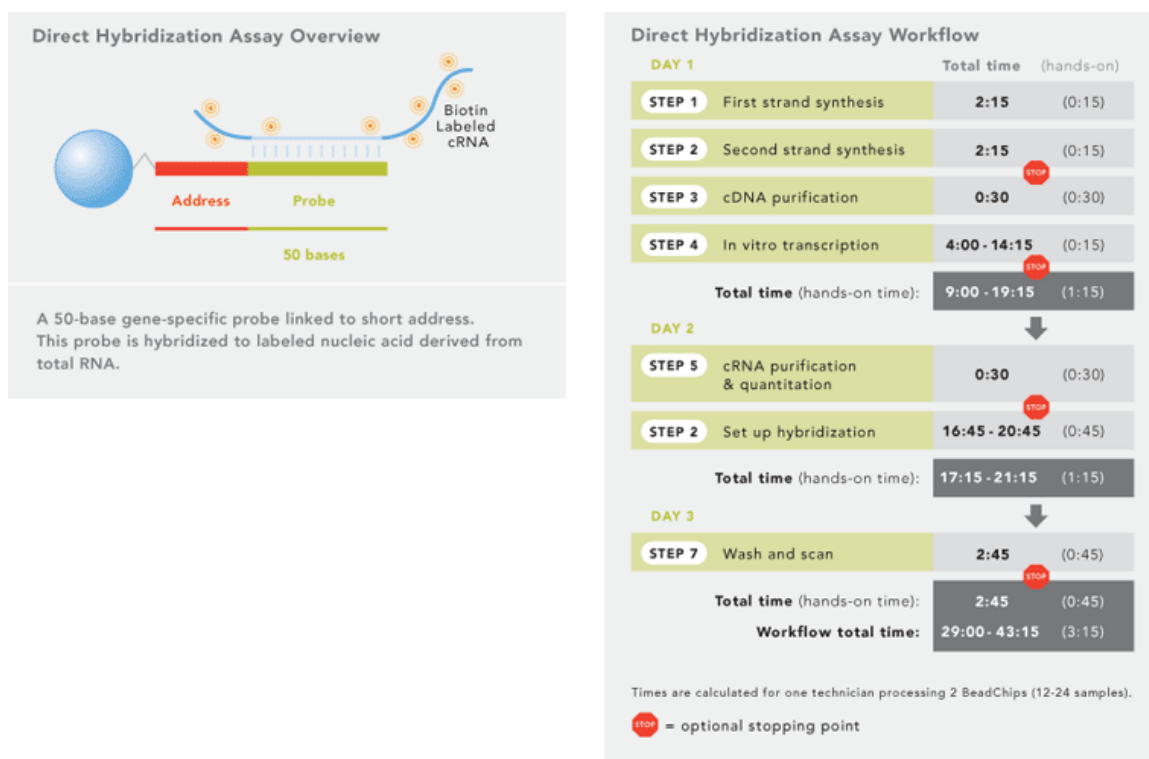 Direct Hybridization Assay Overview
Biotin
Labeled
cRNA
Address
Probe
50 bases
A 50-base gene-specific probe linked to short address.
This probe is hybridized to labeled nucleic acid derived from
total RNA.
Direct Hybridization Assay Workflow
DAY 1 Total time (hands-on)
STEP 1 First strand synthesis 2:15 (0:15)
STEP 2 Second strand synthesis 2:15 (0:15)
STOP
STEP 3 cDNA purification 0:30 (0:30)
STEP 4 In vitro transcription 4:00 - 14:15 (0:15)
STOP
Total time (hands-on time): 9:00 - 19:15 (1:15)
DAY 2
STEP 5 cRNA purification
& quantitation 0:30 (0:30)
STOP
STEP 2 Set up hybridization 16:45 - 20:45 (0:45)
Total time (hands-on time): 17:15 - 21:15 (1:15)
DAY 3
STEP 7 Wash and scan 2:45 (0:45)
STOP
Total time (hands-on time): 2:45 (0:45)
Workflow total time: 29:00 - 43:15 (3:15)
Times are calculated for one technician processing 2 BeadChips (12-24 samples).
STOP = optional stopping point